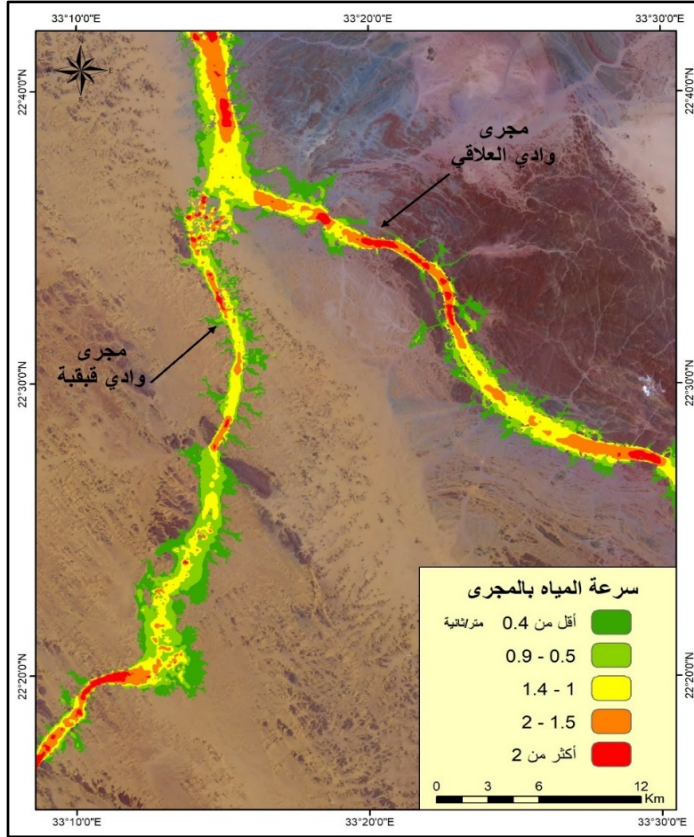 33°10'0"E
33°20'0"E
33°30'0"E
22°40'0"N
22°40'0"N
مجرى
وادي العلاقي
مجرى
وادي قبقبة
22°30'0"N
22°30'0"N
سرعة المياه بالمجرى
أقل من 0.4 متر/ثانية
0.5 - 0.9
1 - 1.4
1.5 - 2
أكثر من 2
22°20'0"N
22°20'0"N
0 3 6 12
Km
33°10'0"E
33°20'0"E
33°30'0"E